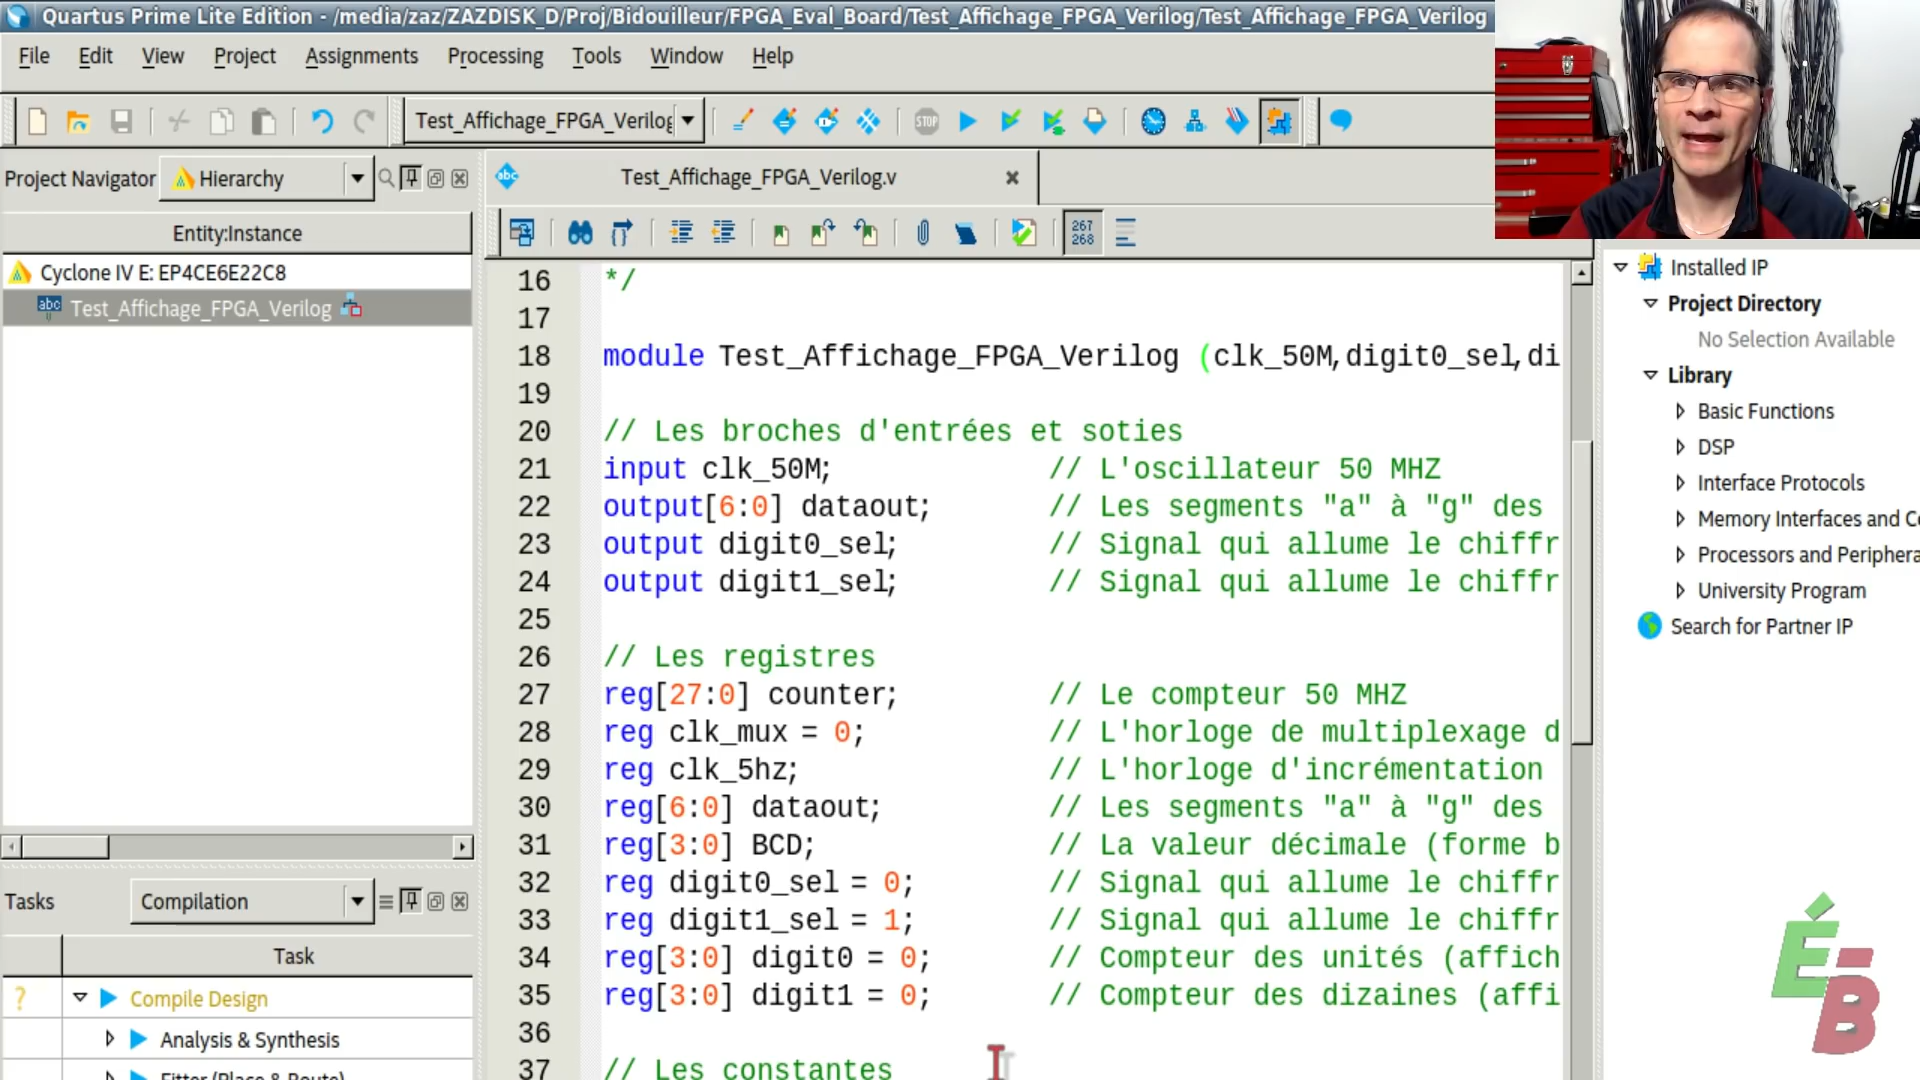 Quartus Prime Lite Edition - /media/zaz/ZAZDISK_D/Proj/Bidouilleur/FPGA_Eval_Board/Test_Affichage_FPGA_Verilog/Test_Affichage_FPGA_Verilog
File Edit View Project Assignments Processing Tools Window Help
Test_Affichage_FPGA_Verilog
STOP
Project Navigator Hierarchy
abc Test_Affichage_FPGA_Verilog.v
267
268
Entity:Instance
Cyclone IV E: EP4CE6E22C8
abc Test_Affichage_FPGA_Verilog
16 */
17
18 module Test_Affichage_FPGA_Verilog (clk_50M,digit0_sel,di
19
20 // Les broches d'entrées et soties
21 input clk_50M; // L'oscillateur 50 MHZ
22 output[6:0] dataout; // Les segments "a" à "g" des
23 output digit0_sel; // Signal qui allume le chiffr
24 output digit1_sel; // Signal qui allume le chiffr
25
26 // Les registres
27 reg[27:0] counter; // Le compteur 50 MHZ
28 reg clk_mux = 0; // L'horloge de multiplexage d
29 reg clk_5hz; // L'horloge d'incrémentation
30 reg[6:0] dataout; // Les segments "a" à "g" des
31 reg[3:0] BCD; // La valeur décimale (forme b
32 reg digit0_sel = 0; // Signal qui allume le chiffr
33 reg digit1_sel = 1; // Signal qui allume le chiffr
34 reg[3:0] digit0 = 0; // Compteur des unités (affich
35 reg[3:0] digit1 = 0; // Compteur des dizaines (affi
36
37 // Les constantes
Installed IP
Project Directory
No Selection Available
Library
Basic Functions
DSP
Interface Protocols
Memory Interfaces and Co
Processors and Periphera
University Program
Search for Partner IP
Tasks Compilation
Task
? Compile Design
Analysis & Synthesis
Fitter (Place & Route)
É-B